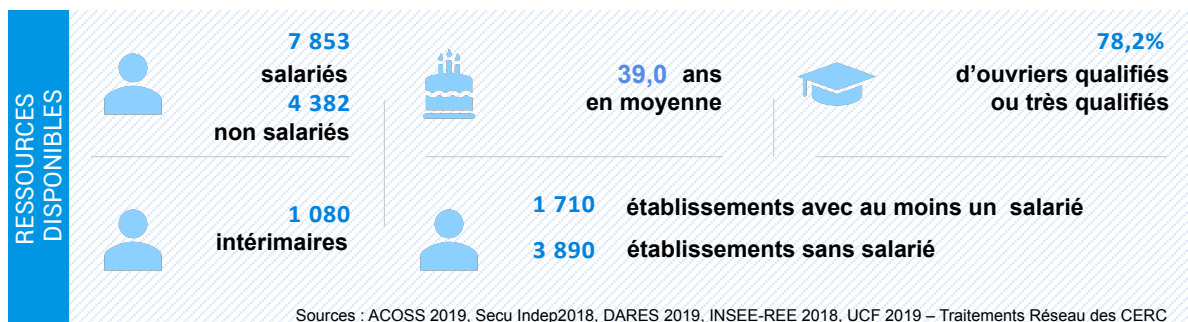 RESSOURCES
DISPONIBLES
7 853
salariés
4 382
non salariés
39,0 ans
en moyenne
78,2%
d’ouvriers qualifiés
ou très qualifiés
1 080
intérimaires
1 710 établissements avec au moins un salarié
3 890 établissements sans salarié
Sources : ACOSS 2019, Secu Indep2018, DARES 2019, INSEE-REE 2018, UCF 2019 – Traitements Réseau des CERC